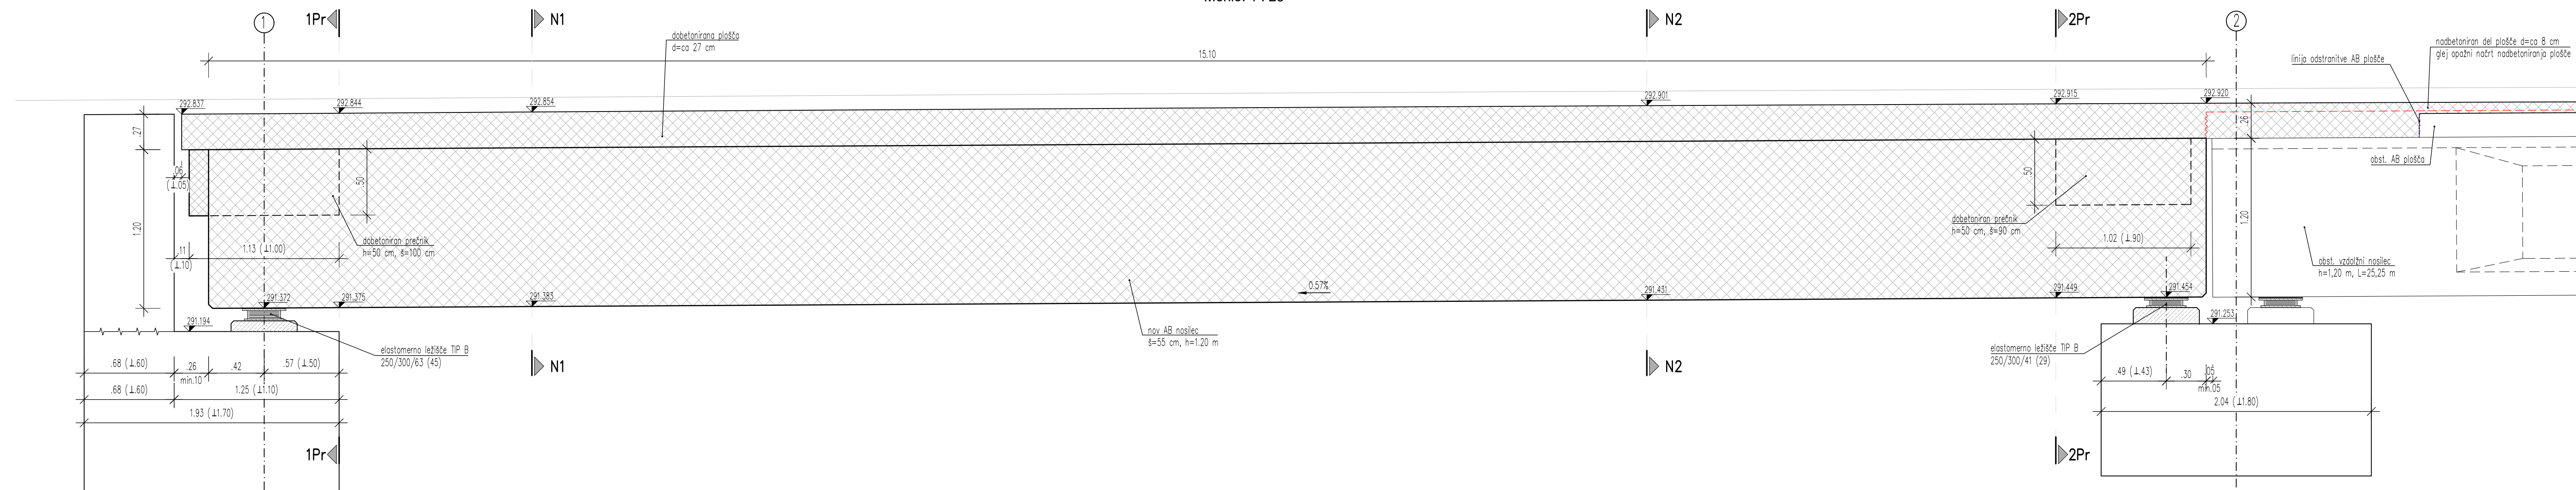 1
1Pr
N1
N2
2Pr
2
dobetonirana plošča
d=ca 27 cm
15.10
nadbetoniran del plošče d=ca 8 cm
glej opažni načrt nadbetoniranja plošče
linija odstranitve AB plošče
292.837
292.844
292.854
292.901
292.915
292.920
.27
.26
.06
(⊥.05)
.50
.50
obst. AB plošča
1.20
1.20
.11
(⊥.10)
1.13 (⊥1.00)
dobetoniran prečnik
h=50 cm, š=100 cm
dobetoniran prečnik
h=50 cm, š=90 cm
1.02 (⊥.90)
obst. vzdolžni nosilec
h=1,20 m, L=25,25 m
0.57%
291.372
291.375
291.383
291.431
291.449
291.454
291.194
291.253
nov AB nosilec
š=55 cm, h=1.20 m
elastomerno ležišče TIP B
250/300/63 (45)
elastomerno ležišče TIP B
250/300/41 (29)
.68 (⊥.60)
.26
min.10
.42
.57 (⊥.50)
N1
N2
.49 (⊥.43)
.30
.05
min.05
.68 (⊥.60)
1.25 (⊥1.10)
1.93 (⊥1.70)
2.04 (⊥1.80)
1Pr
2Pr